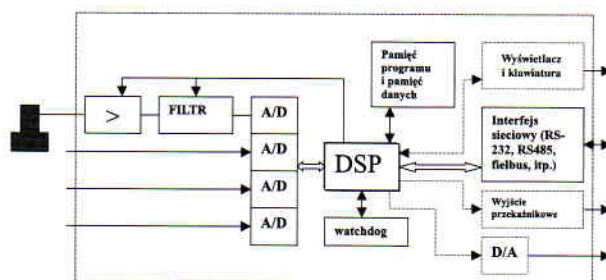 Pamięć
programu
i pamięć
danych
Wyświetlacz
i klawiatura
>
FILTR
A/D
A/D
A/D
A/D
DSP
Interfejs
sieciowy (RS-
232, RS485,
fielbus, itp.)
Wyjście
przekaźnikowe
watchdog
D/A